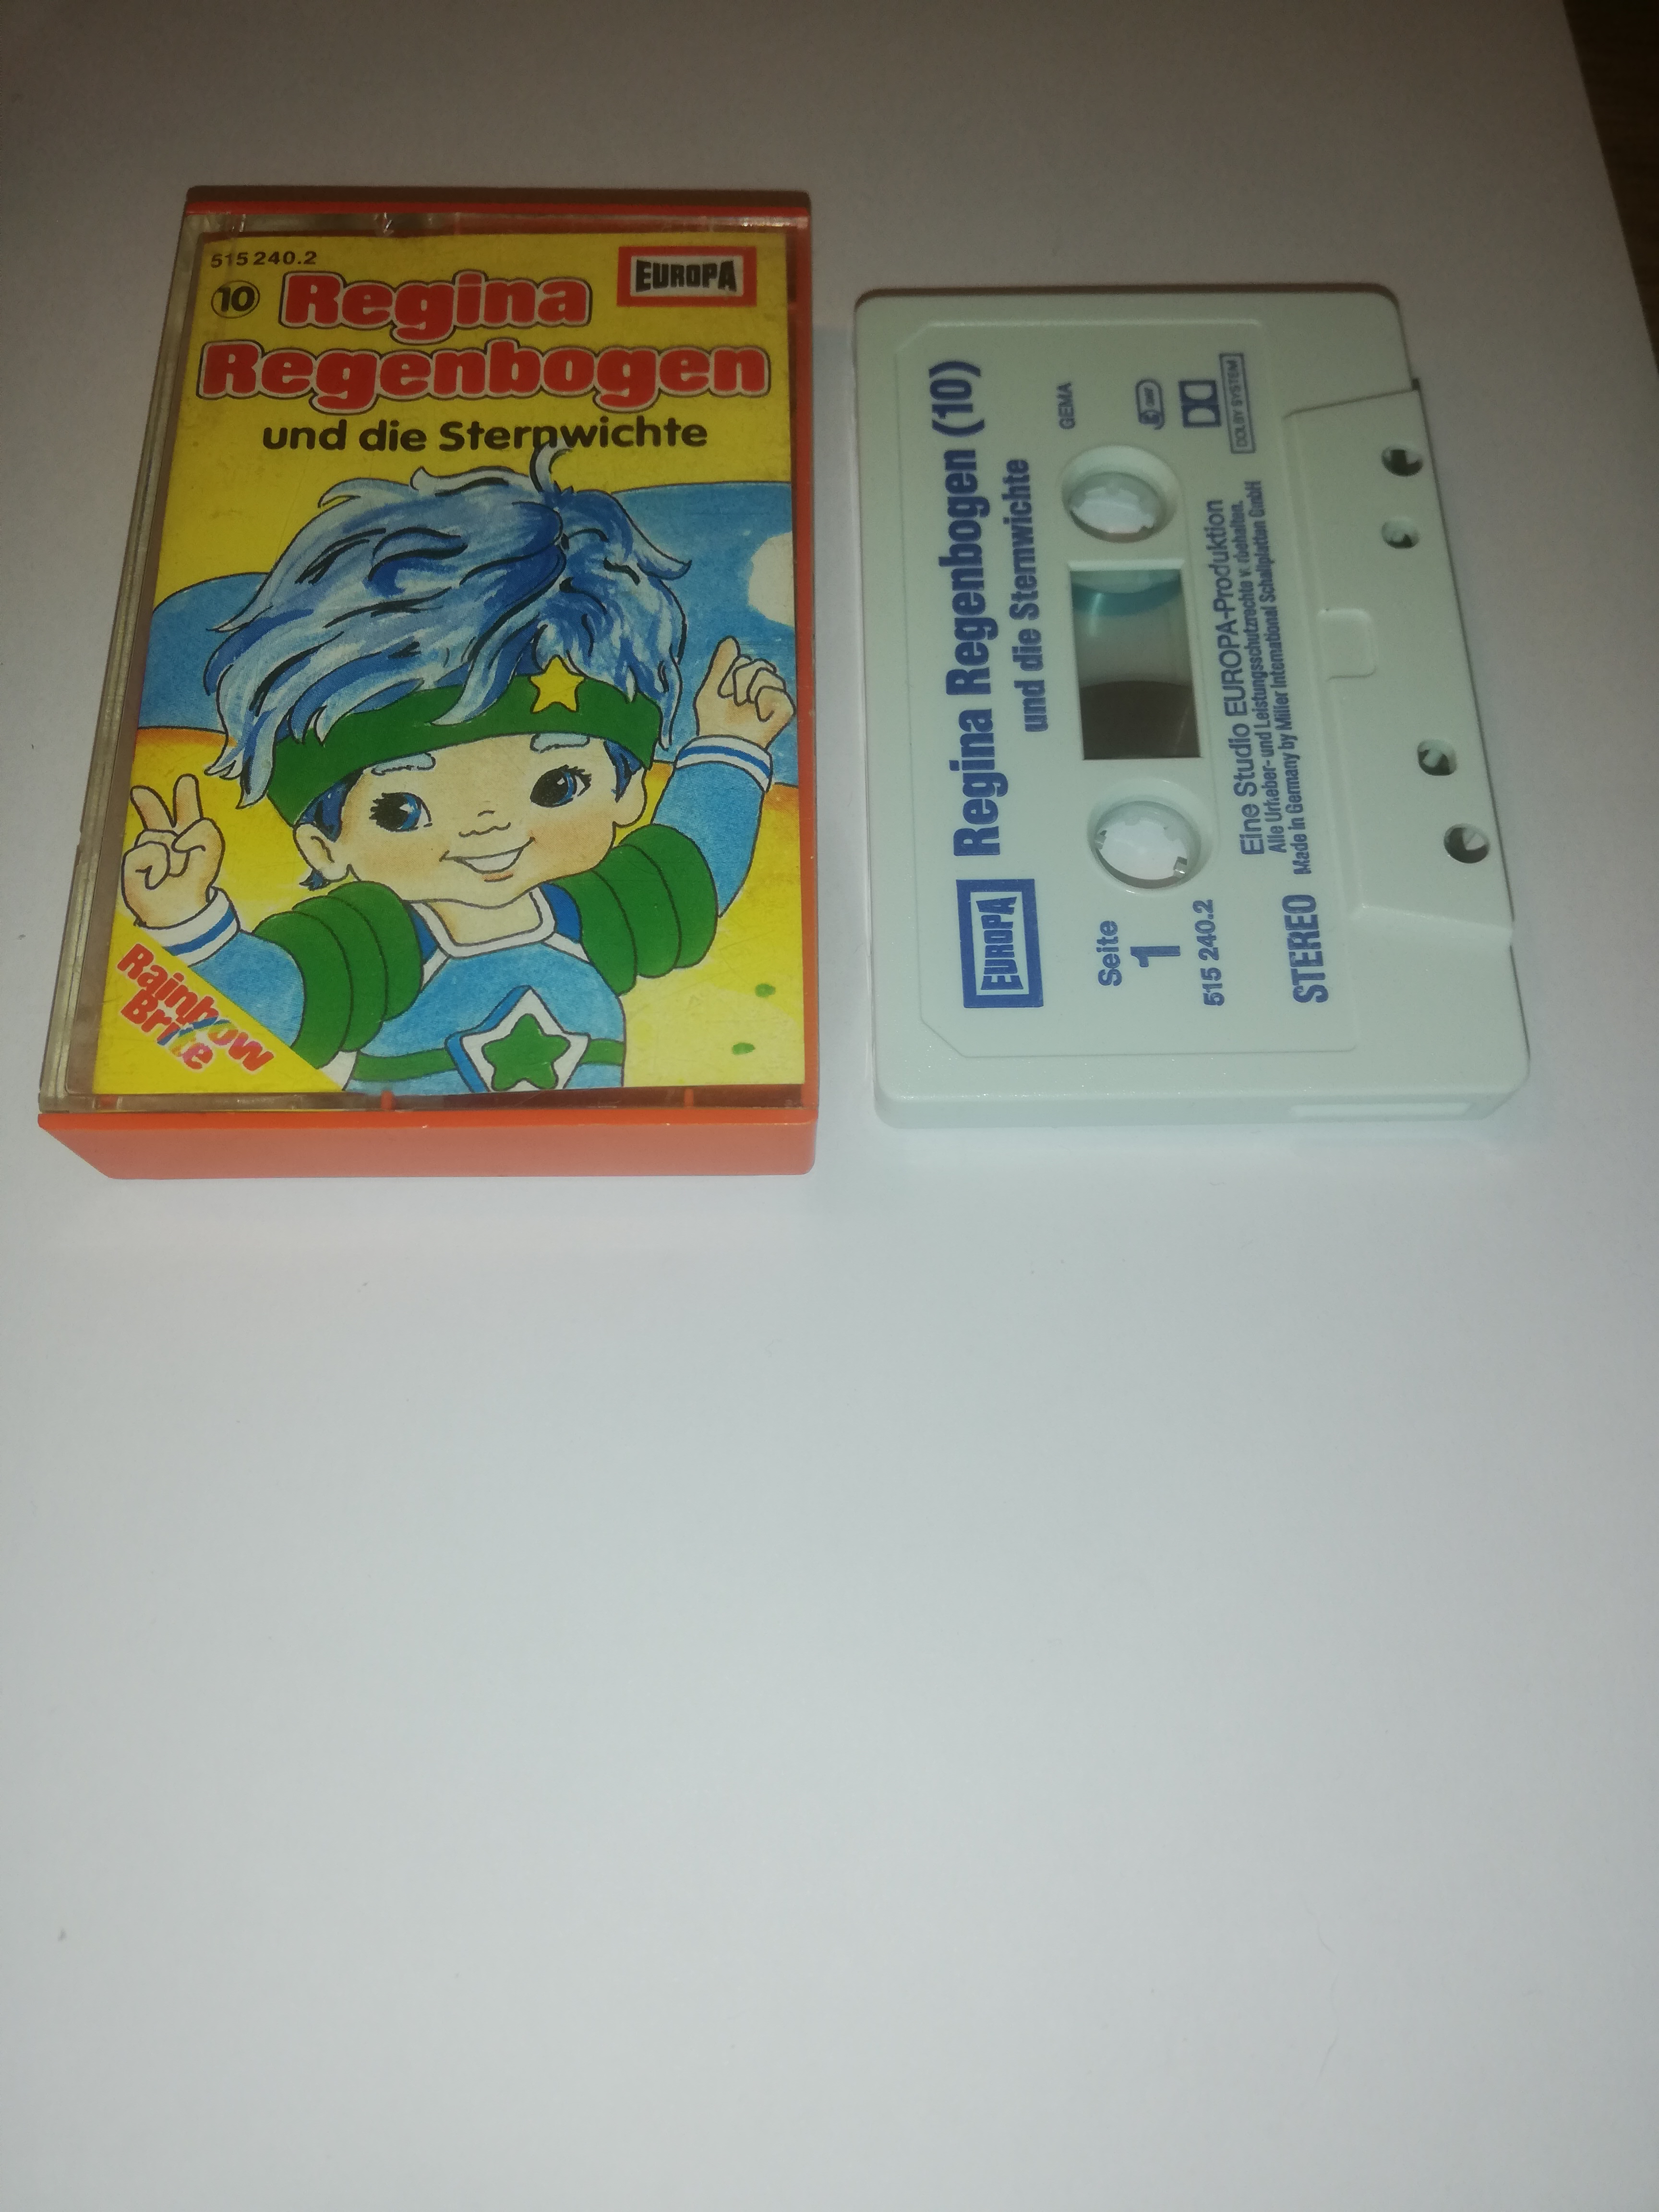 515 240.2
EUROPA
10 Regina
Regenbogen
und die Sternwichte
Rainbow
Brite
EUROPA
Regina Regenbogen (10)
und die Sternwichte
Seite
1
515 240.2
GEMA
DOLBY SYSTEM
STEREO
Eine Studio EUROPA-Produktion
Alle Urheber- und Leistungsschutzrechte vorbehalten.
Made in Germany by Miller International Schallplatten GmbH